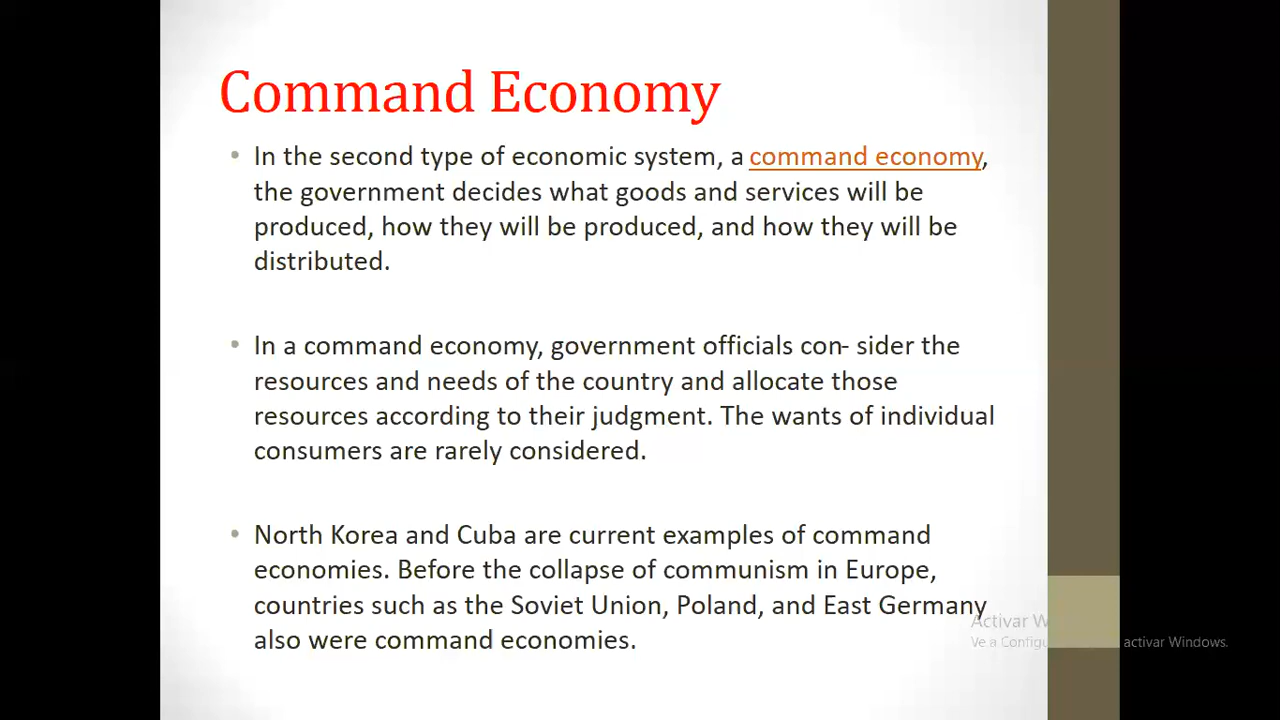 Command Economy
In the second type of economic system, a command economy,
the government decides what goods and services will be
produced, how they will be produced, and how they will be
distributed.
In a command economy, government officials con- sider the
resources and needs of the country and allocate those
resources according to their judgment. The wants of individual
consumers are rarely considered.
North Korea and Cuba are current examples of command
economies. Before the collapse of communism in Europe,
countries such as the Soviet Union, Poland, and East Germany
also were command economies.
Activar W
Ve a Configu activar Windows.